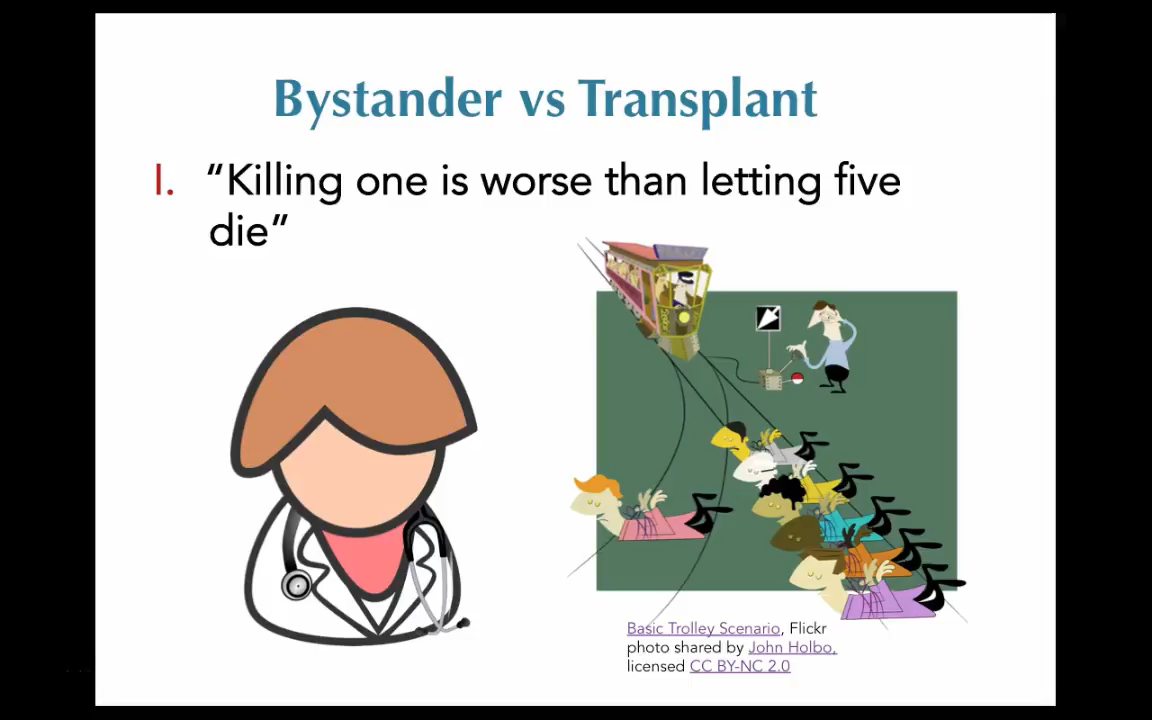 Bystander vs Transplant
I. “Killing one is worse than letting five
die”
Basic Trolley Scenario, Flickr
photo shared by John Holbo,
licensed CC BY-NC 2.0